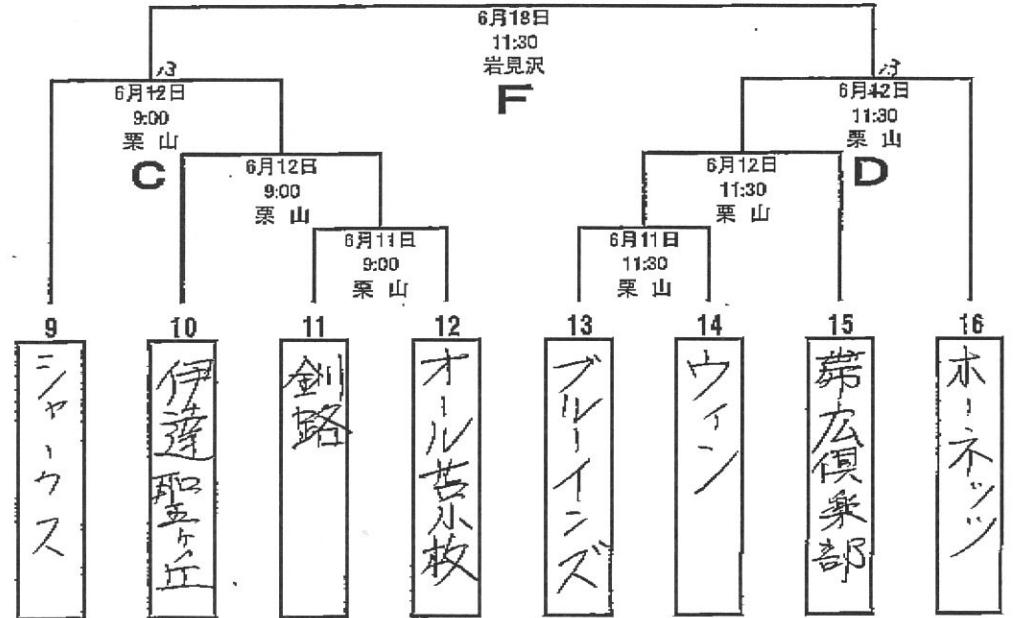 6月18日
11:30
岩見沢
F
13
6月12日
9:00
栗山
C
13
6月12日
11:30
栗山
D
6月12日
9:00
栗山
6月12日
11:30
栗山
6月11日
9:00
栗山
6月11日
11:30
栗山
9
10
11
12
13
14
15
16
シャークス
伊達聖ヶ丘
釧路
オール苫小牧
ブルーインズ
ウィン
帯広倶楽部
ホーネッツ